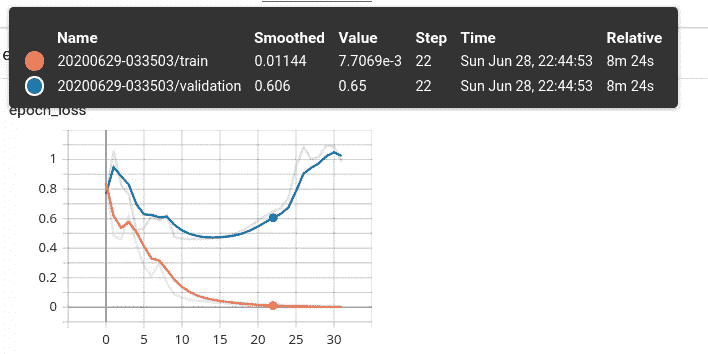 Name Smoothed Value Step Time Relative
20200629-033503/train 0.01144 7.7069e-3 22 Sun Jun 28, 22:44:53 8m 24s
20200629-033503/validation 0.606 0.65 22 Sun Jun 28, 22:44:53 8m 24s
epoch_loss
1
0.8
0.6
0.4
0.2
0
0 5 10 15 20 25 30